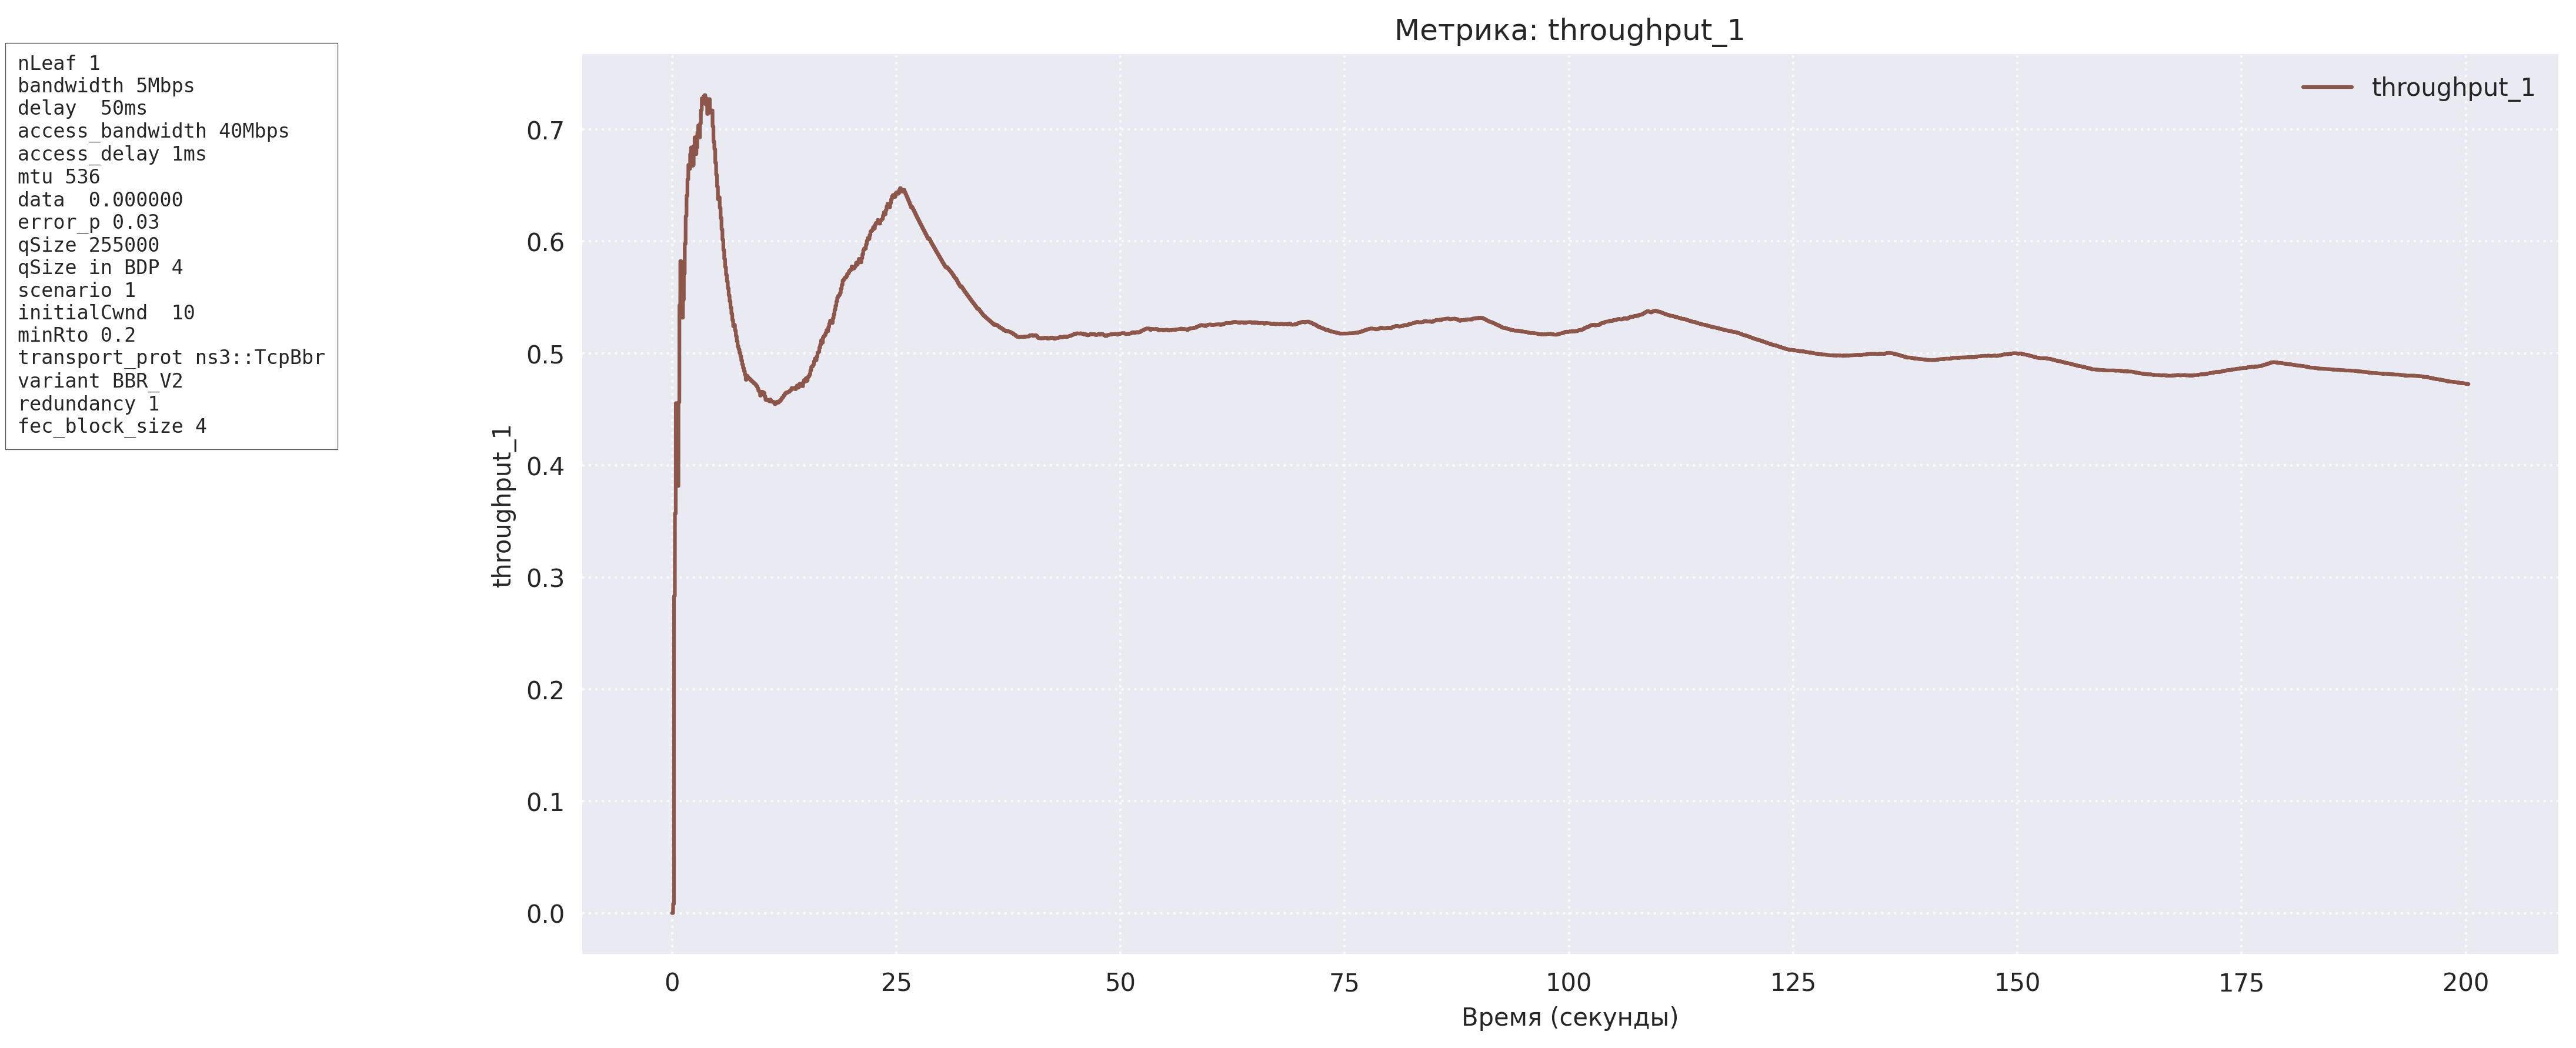 Метрика: throughput_1
nLeaf 1
bandwidth 5Mbps
delay  50ms
access_bandwidth 40Mbps
access_delay 1ms
mtu 536
data  0.000000
error_p 0.03
qSize 255000
qSize in BDP 4
scenario 1
initialCwnd  10
minRto 0.2
transport_prot ns3::TcpBbr
variant BBR_V2
redundancy 1
fec_block_size 4
throughput_1
throughput_1
0.7
0.6
0.5
0.4
0.3
0.2
0.1
0.0
0 25 50 75 100 125 150 175 200
Время (секунды)